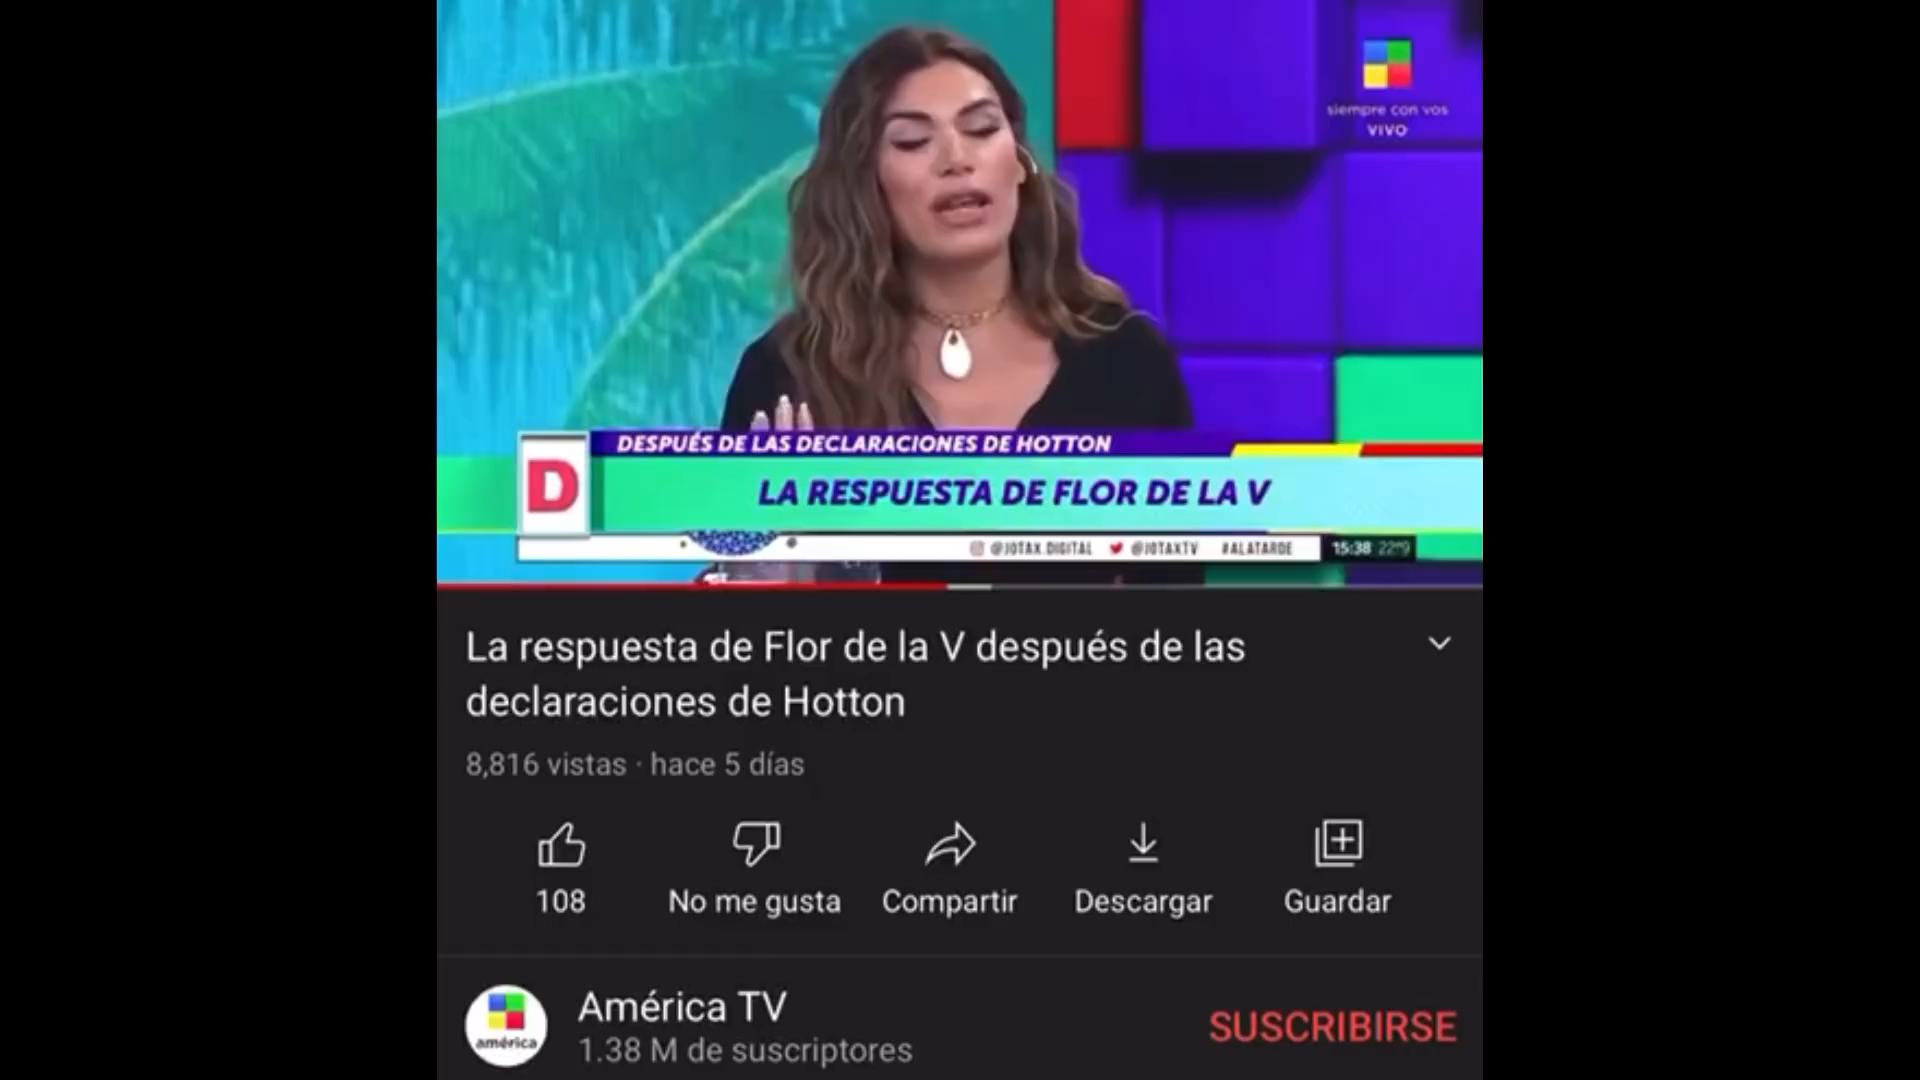 siempre con vos
VIVO
DESPUÉS DE LAS DECLARACIONES DE HOTTON
D
LA RESPUESTA DE FLOR DE LA V
@JOTAX.DIGITAL @JOTAXTV #ALATARDE 15:38 22°9
La respuesta de Flor de la V después de las
declaraciones de Hotton
8,816 vistas · hace 5 días
108 No me gusta Compartir Descargar Guardar
América TV
américa
1.38 M de suscriptores
SUSCRIBIRSE